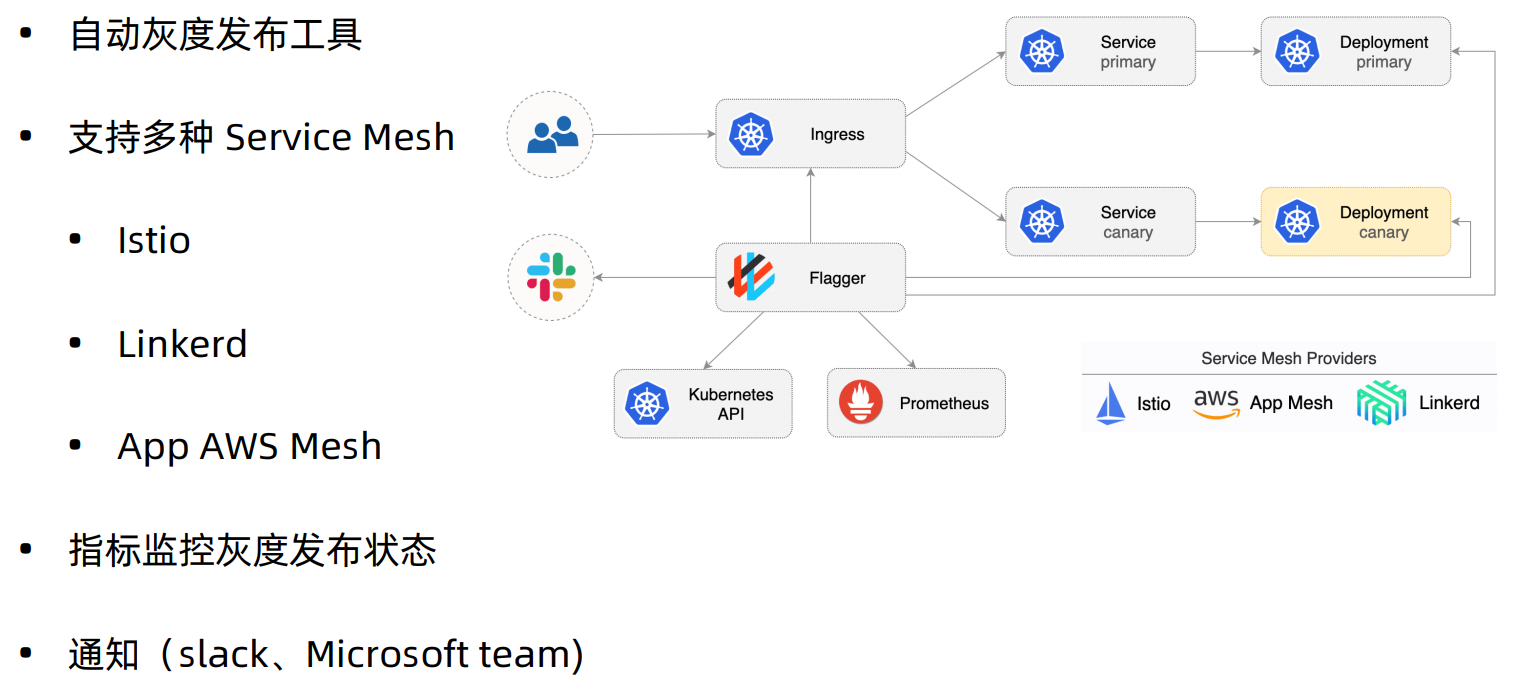 • 自动灰度发布工具
• 支持多种 Service Mesh
• Istio
• Linkerd
• App AWS Mesh
• 指标监控灰度发布状态
• 通知（slack、Microsoft team)
Service
primary
Deployment
primary
Ingress
Service
canary
Deployment
canary
Flagger
Kubernetes
API
Prometheus
Service Mesh Providers
Istio
aws App Mesh
Linkerd